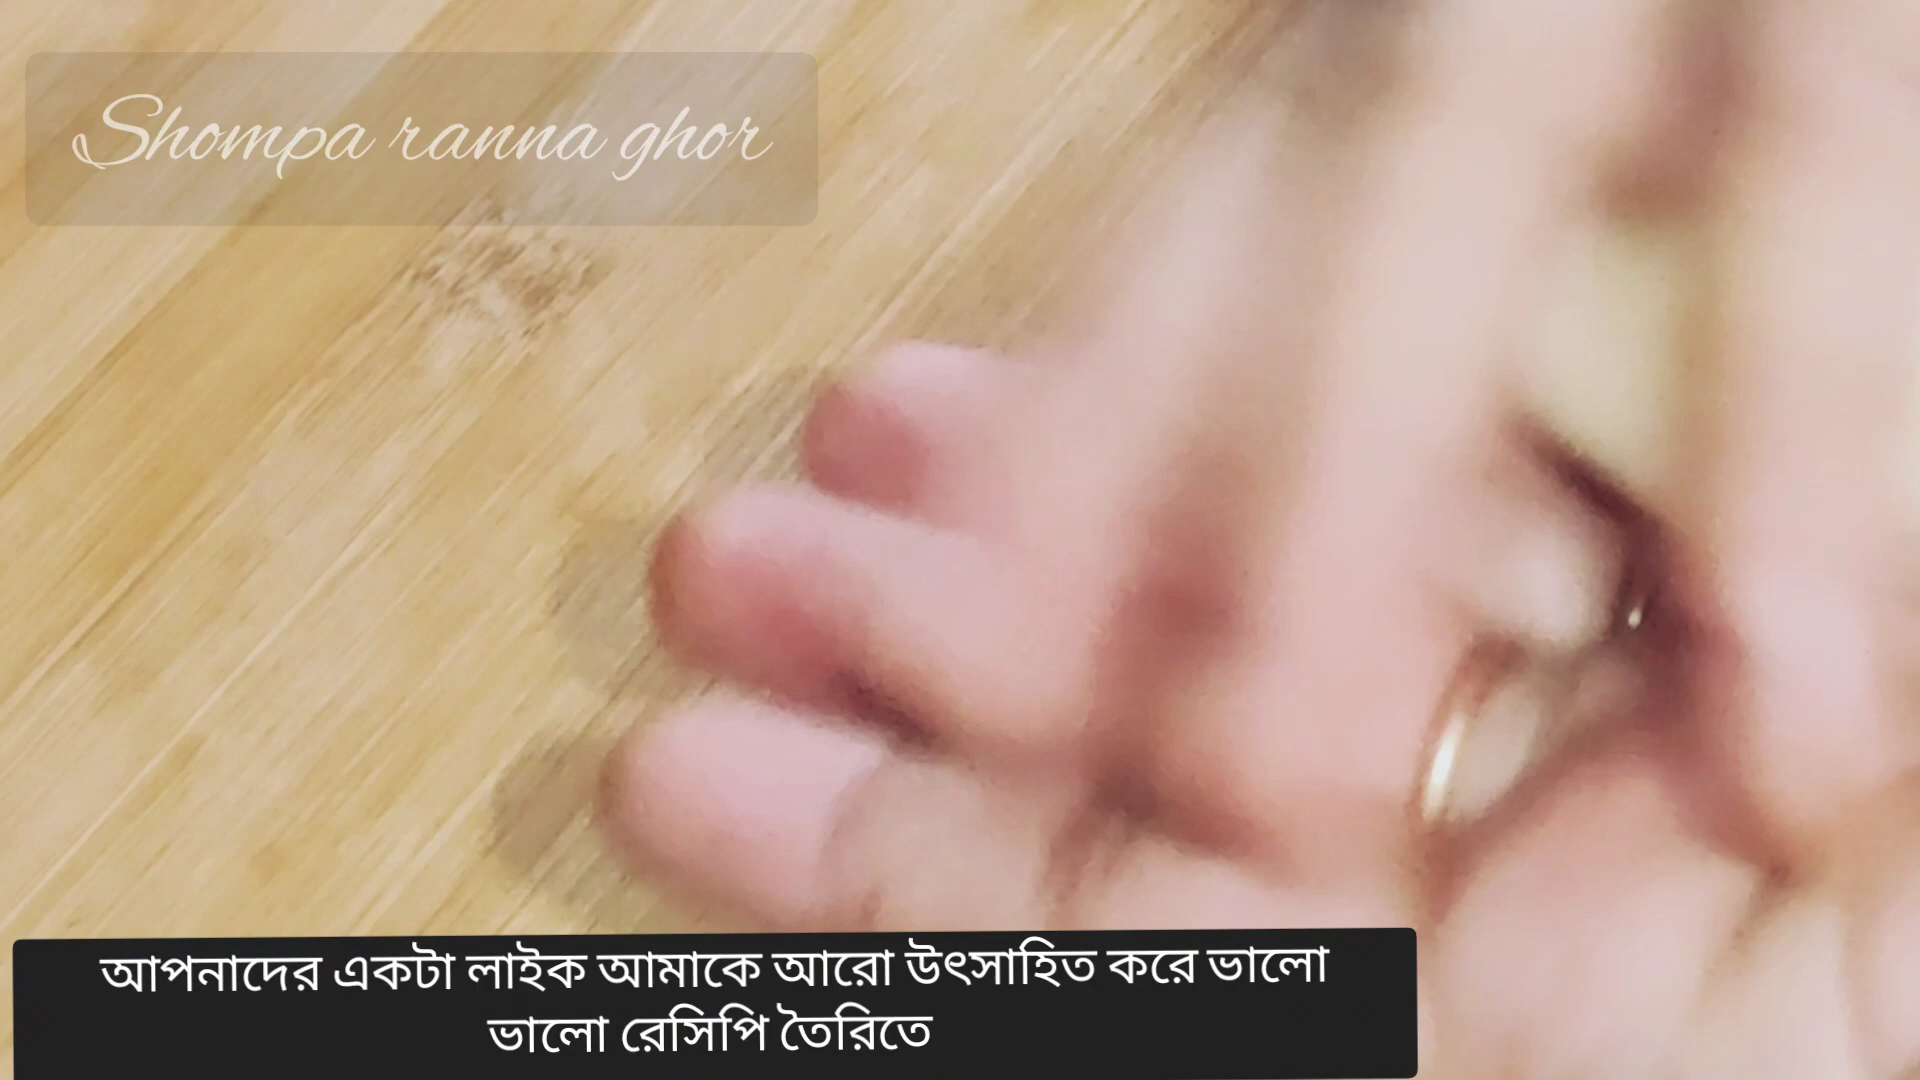 Shompa ranna ghor
আপনাদের একটা লাইক আমাকে আরো উৎসাহিত করে ভালো
ভালো রেসিপি তৈরিতে